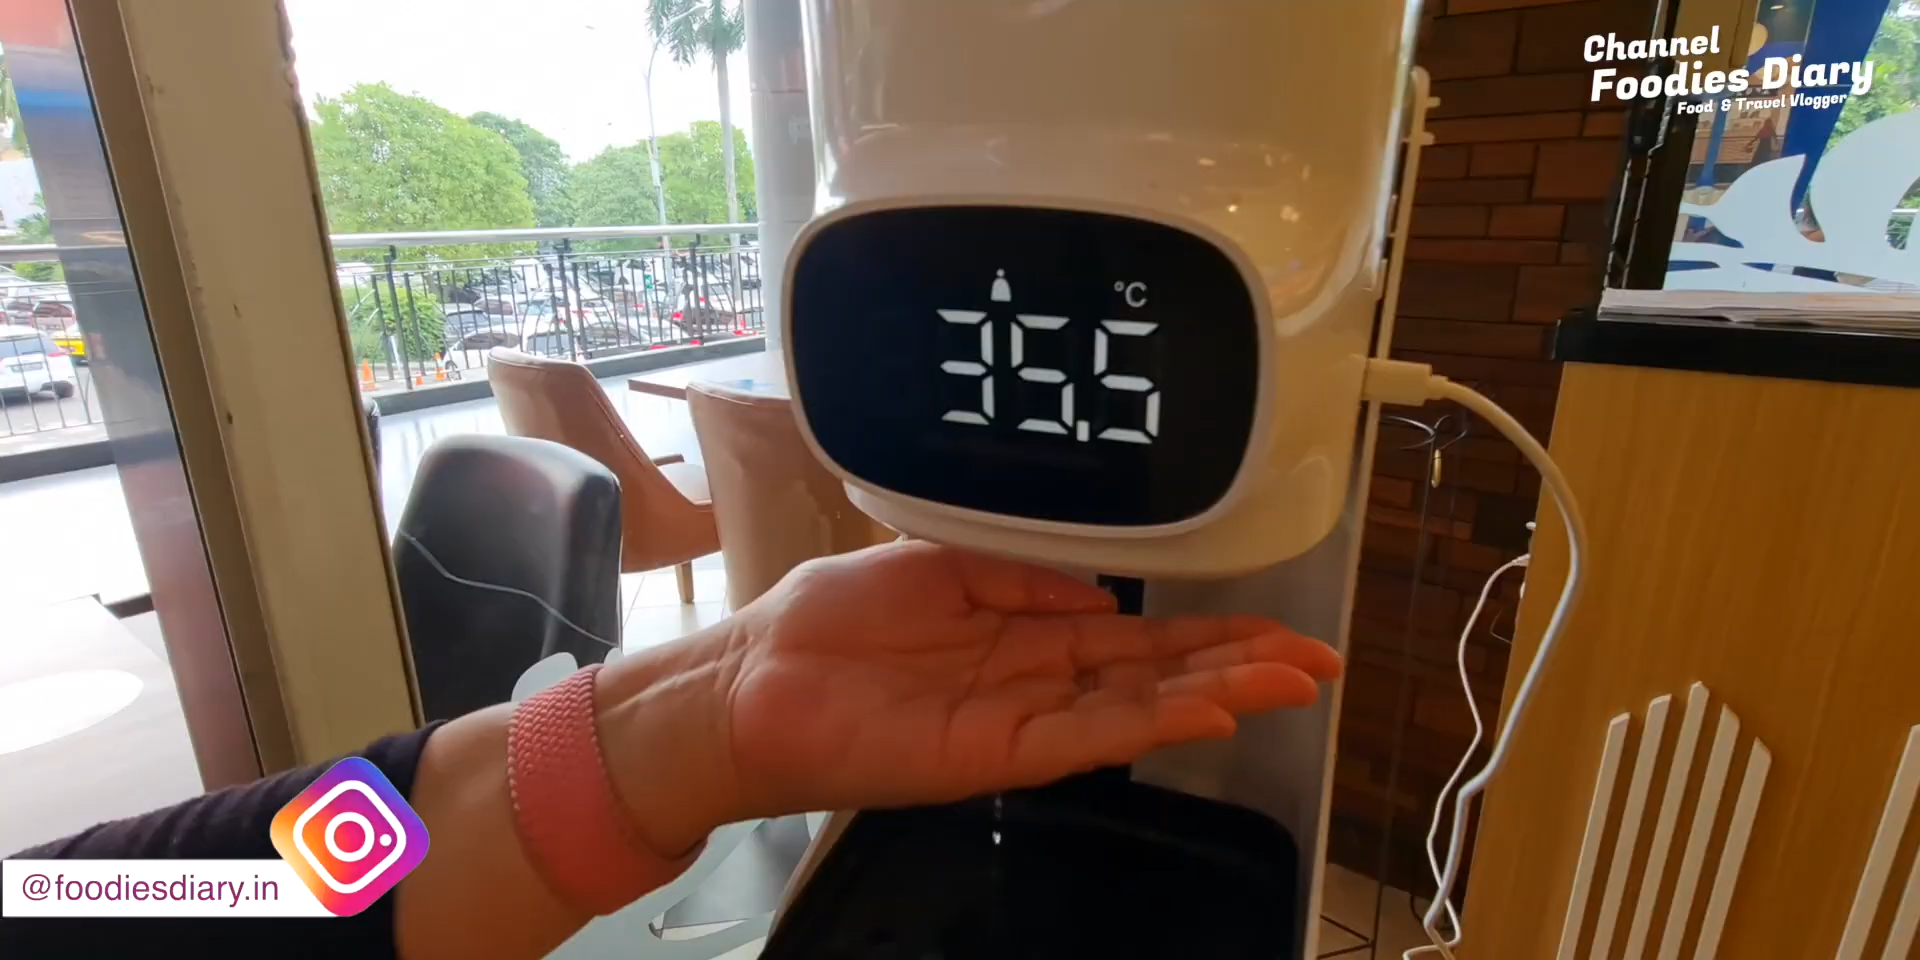 Channel
Foodies Diary
Food & Travel Vlogger
°C
35.5
@foodiesdiary.in